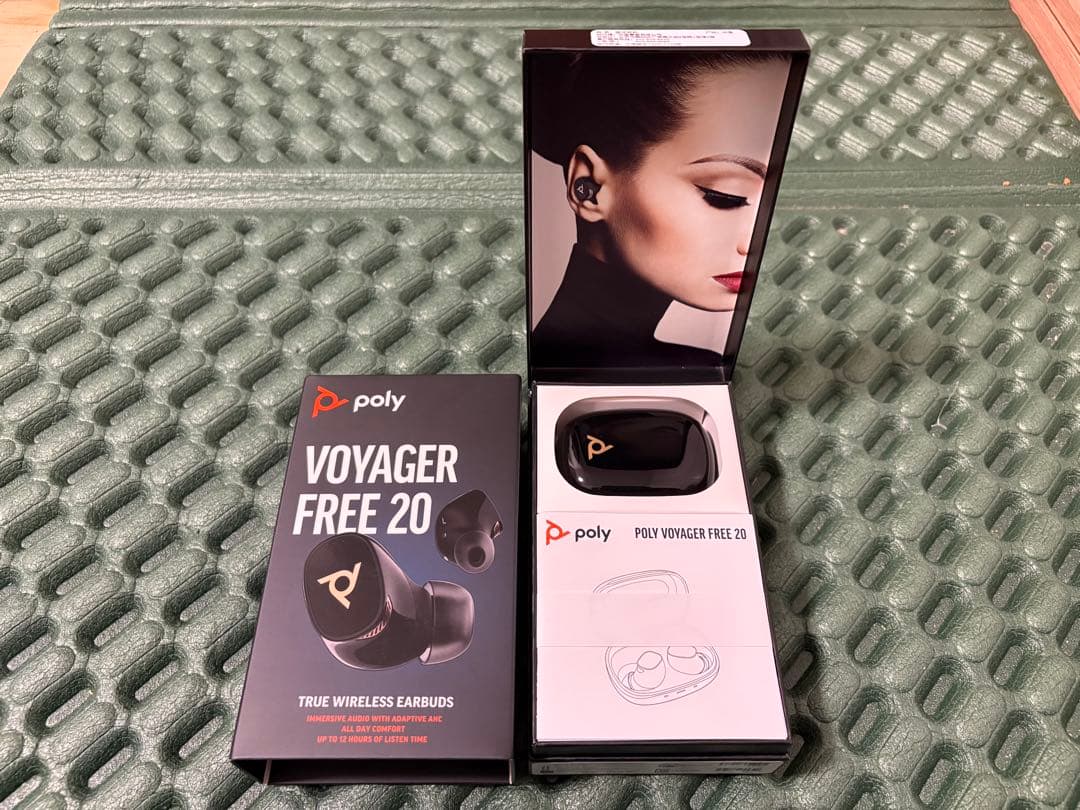 poly
VOYAGER
FREE 20
TRUE WIRELESS EARBUDS
IMMERSIVE AUDIO WITH ADAPTIVE ANC
ALL DAY COMFORT
UP TO 12 HOURS OF LISTEN TIME
poly
POLY VOYAGER FREE 20